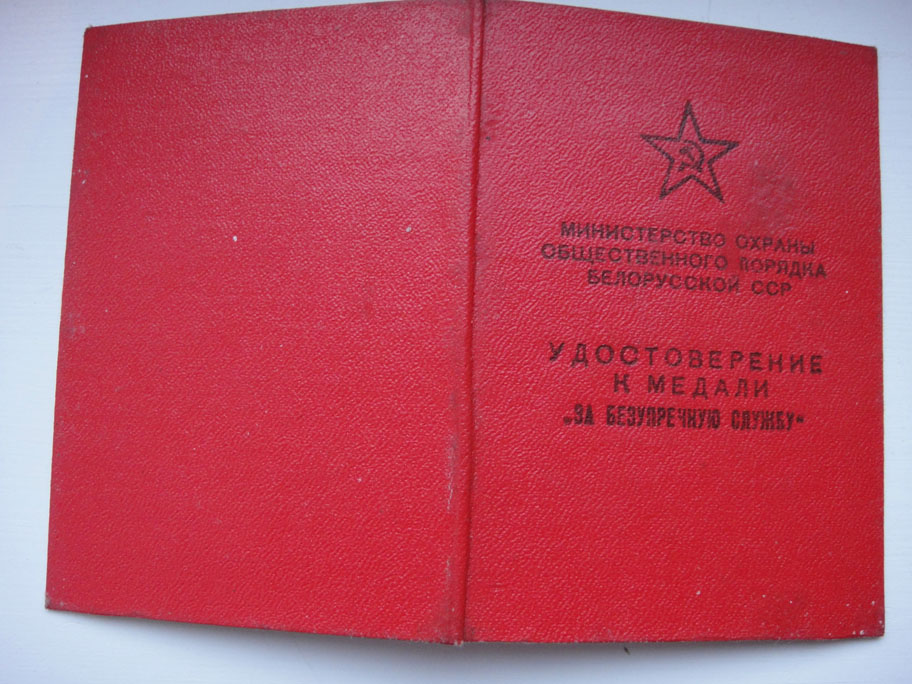 МИНИСТЕРСТВО ОХРАНЫ
ОБЩЕСТВЕННОГО ПОРЯДКА
БЕЛОРУССКОЙ ССР
УДОСТОВЕРЕНИЕ
К МЕДАЛИ
„ЗА БЕЗУПРЕЧНУЮ СЛУЖБУ“